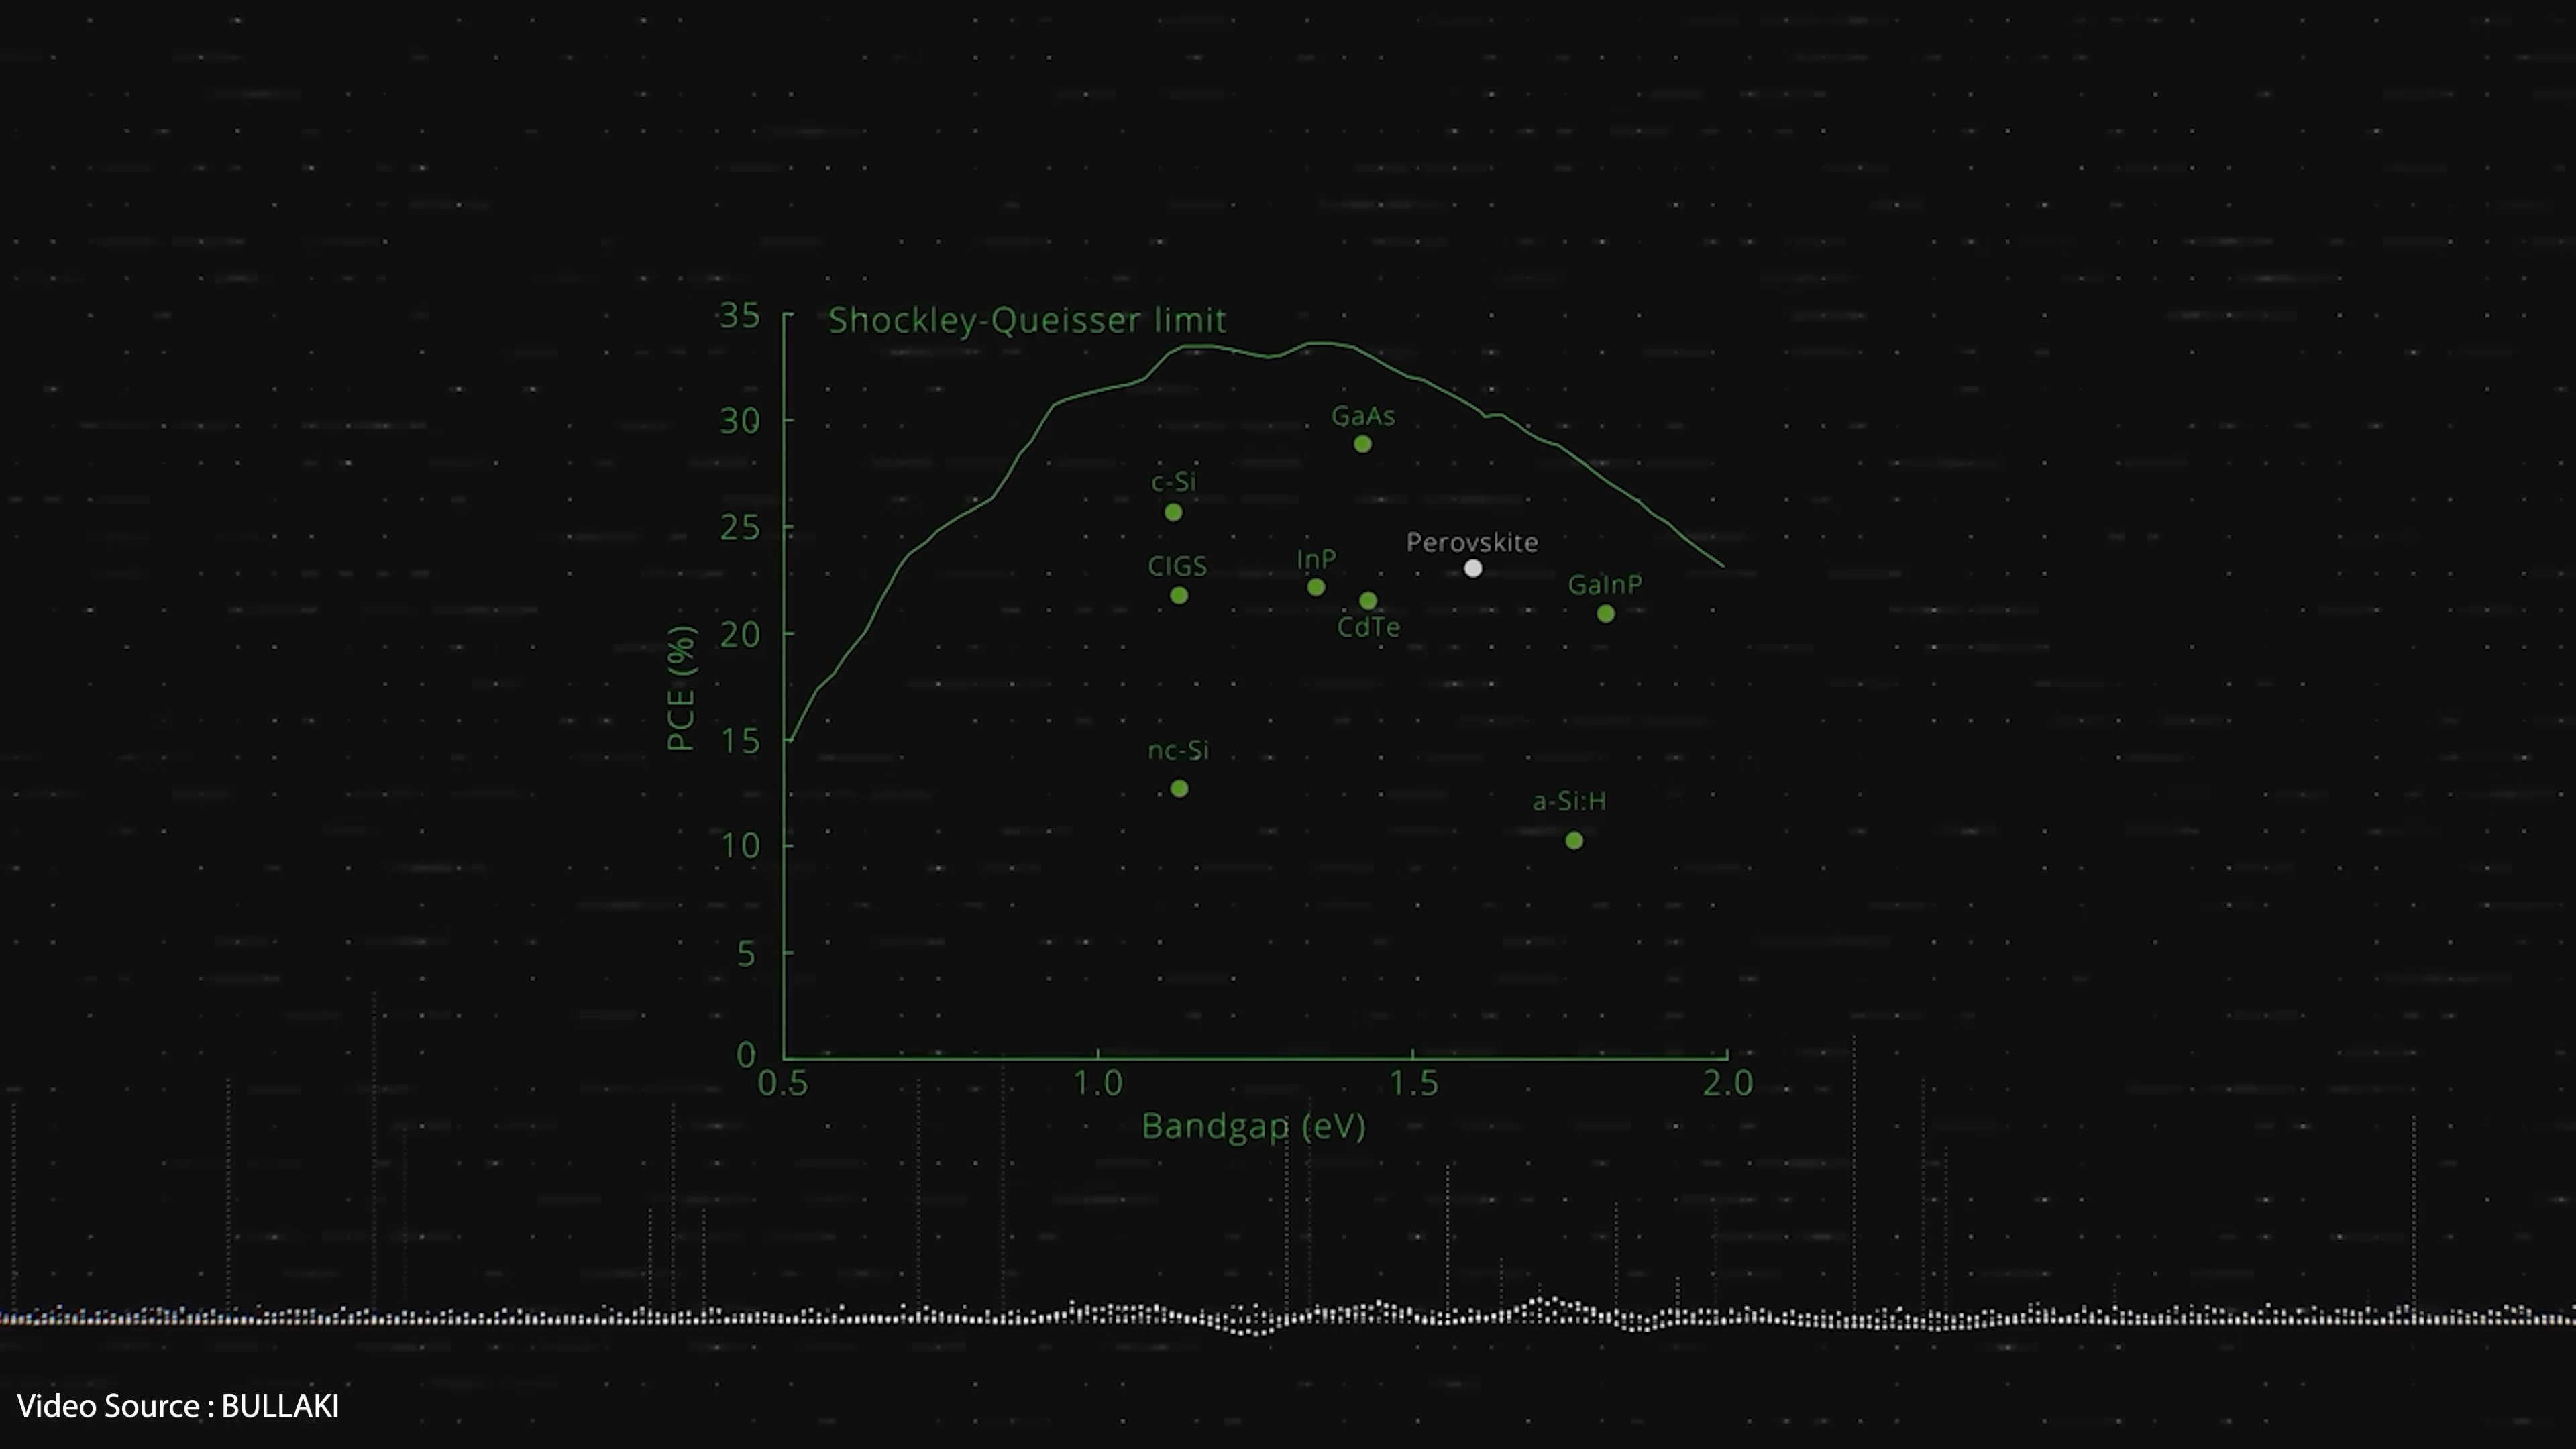 Shockley-Queisser limit
35
30
25
20
15
10
5
0
PCE (%)
GaAs
c-Si
Perovskite
InP
CIGS
GaInP
CdTe
nc-Si
a-Si:H
0.5 1.0 1.5 2.0
Bandgap (eV)
Video Source : BULLAKI